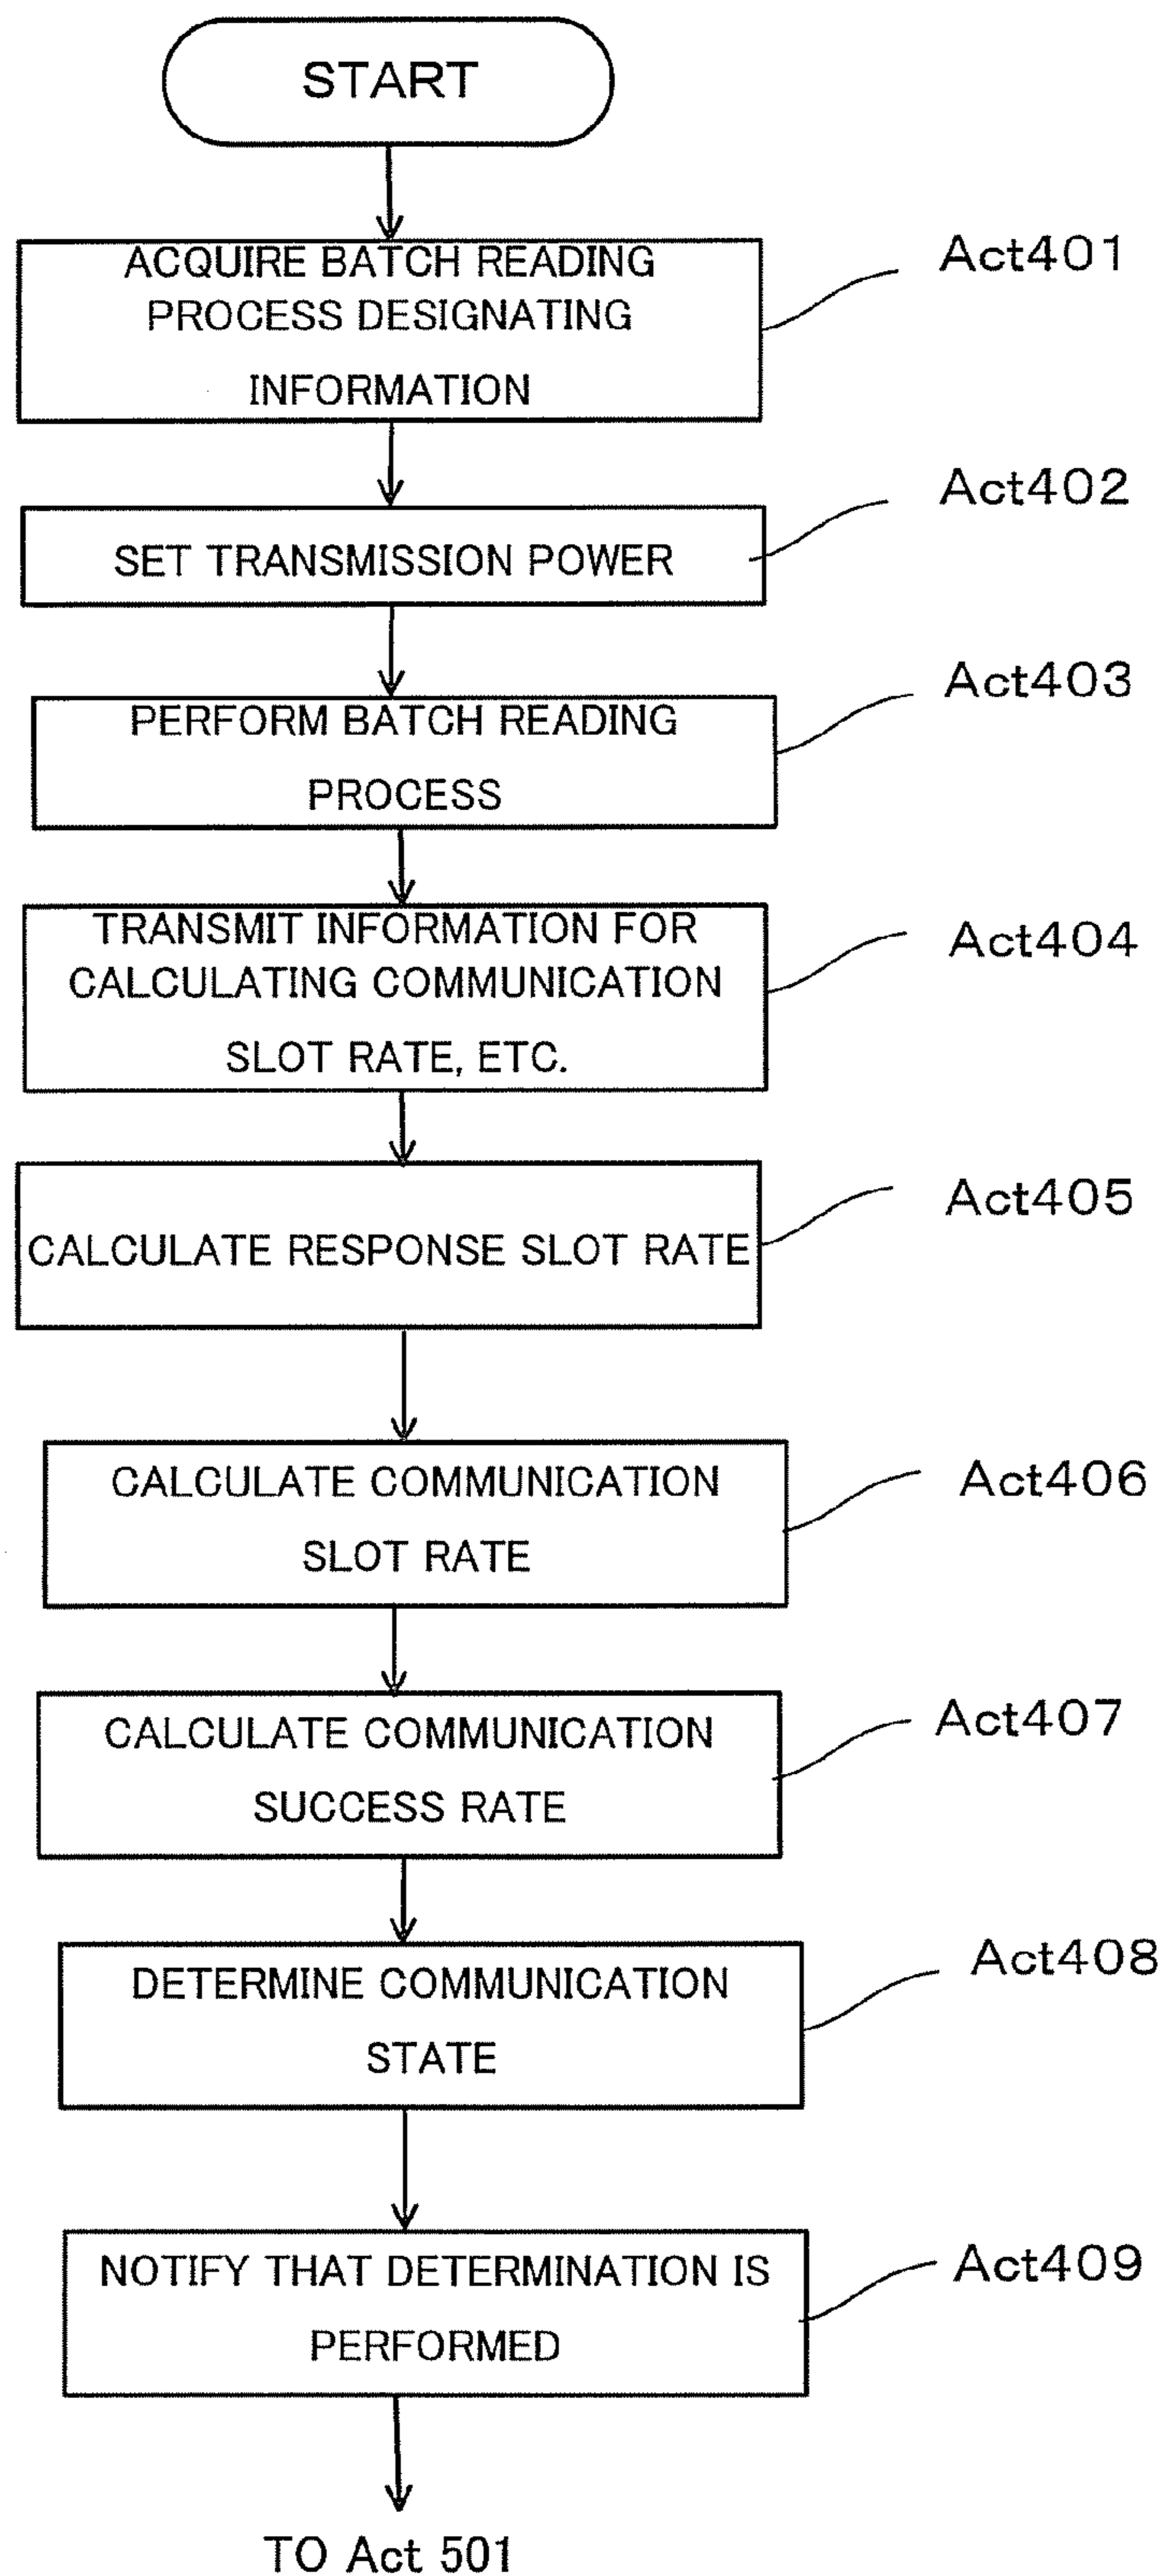 START
ACQUIRE BATCH READING
PROCESS DESIGNATING
INFORMATION
Act401
SET TRANSMISSION POWER
Act402
PERFORM BATCH READING
PROCESS
Act403
TRANSMIT INFORMATION FOR
CALCULATING COMMUNICATION
SLOT RATE, ETC.
Act404
CALCULATE RESPONSE SLOT RATE
Act405
CALCULATE COMMUNICATION
SLOT RATE
Act406
CALCULATE COMMUNICATION
SUCCESS RATE
Act407
DETERMINE COMMUNICATION
STATE
Act408
NOTIFY THAT DETERMINATION IS
PERFORMED
Act409
TO Act 501